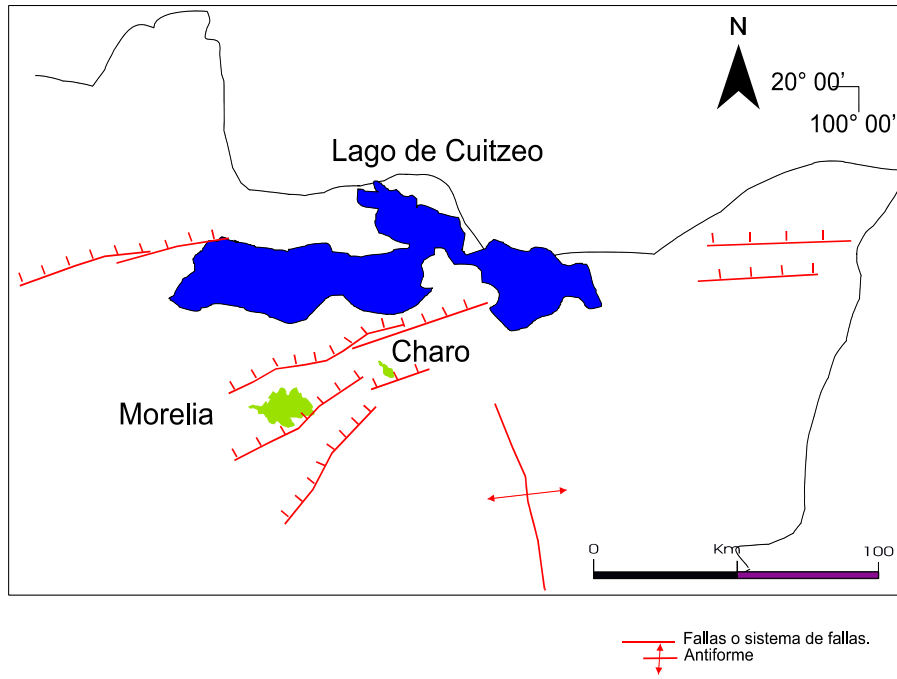 N
20° 00’
100° 00’
Lago de Cuitzeo
Charo
Morelia
0 Km 100
Fallas o sistema de fallas.
Antiforme